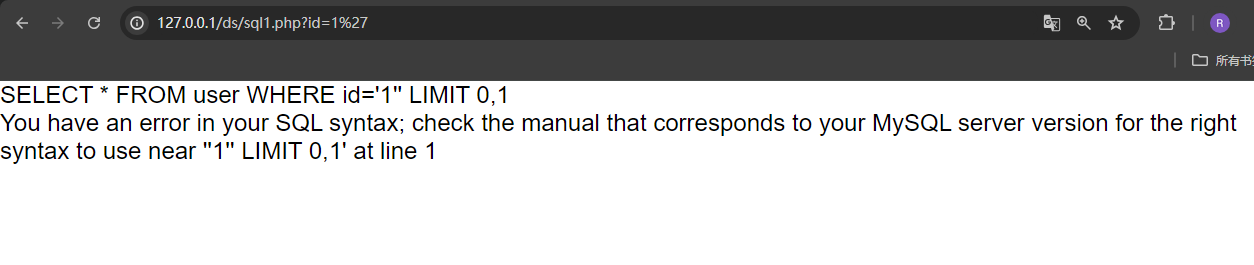 127.0.0.1/ds/sql1.php?id=1%27
R
所有书
SELECT * FROM user WHERE id='1'' LIMIT 0,1
You have an error in your SQL syntax; check the manual that corresponds to your MySQL server version for the right
syntax to use near ''1'' LIMIT 0,1' at line 1